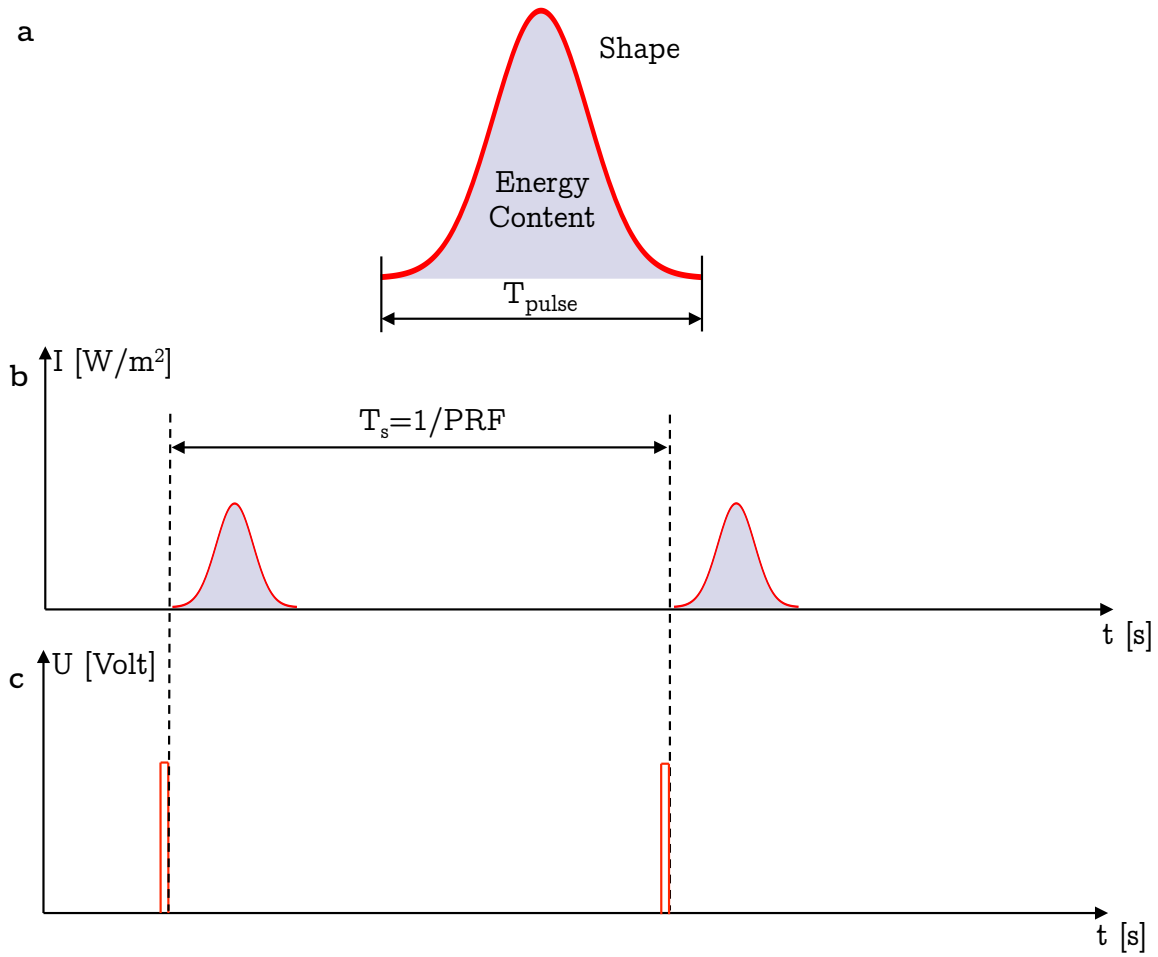 a
Shape
Energy
Content
Tpulse
b
I [W/m²]
Ts=1/PRF
t [s]
c
U [Volt]
t [s]